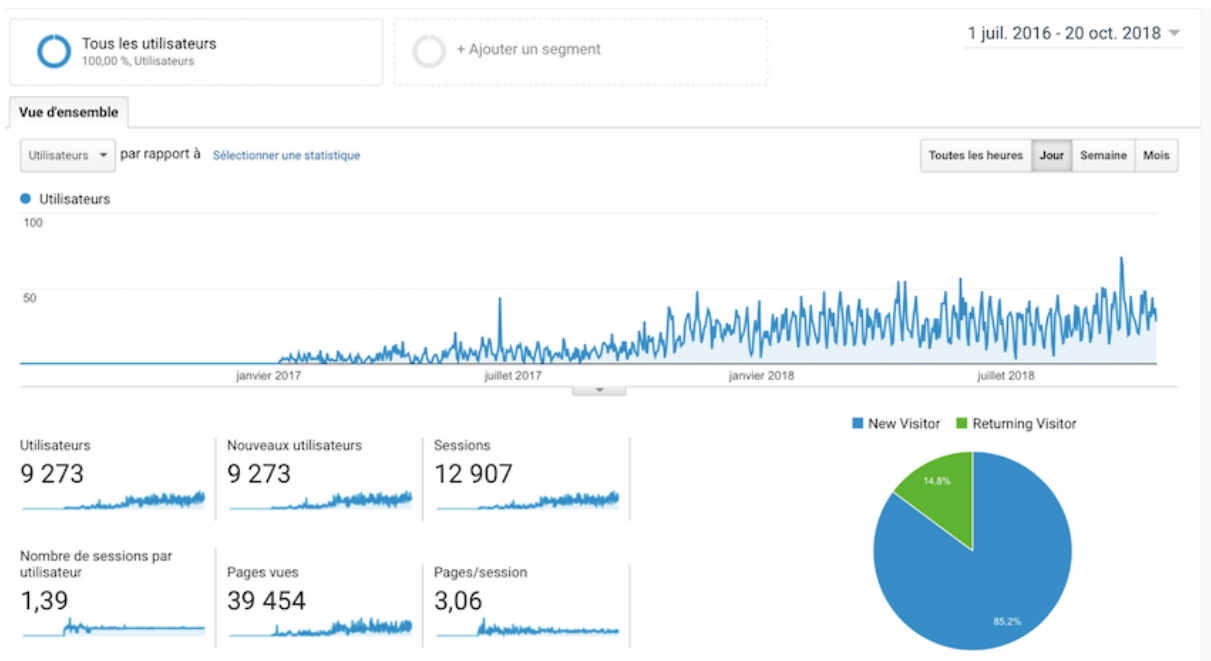 Tous les utilisateurs
100,00 %, Utilisateurs
+ Ajouter un segment
1 juil. 2016 - 20 oct. 2018
Vue d'ensemble
Utilisateurs par rapport à Sélectionner une statistique
Toutes les heures Jour Semaine Mois
Utilisateurs
100
50
janvier 2017 juillet 2017 janvier 2018 juillet 2018
New Visitor Returning Visitor
Utilisateurs
9 273
Nouveaux utilisateurs
9 273
Sessions
12 907
Nombre de sessions par
utilisateur
1,39
Pages vues
39 454
Pages/session
3,06
14,8%
85,2%